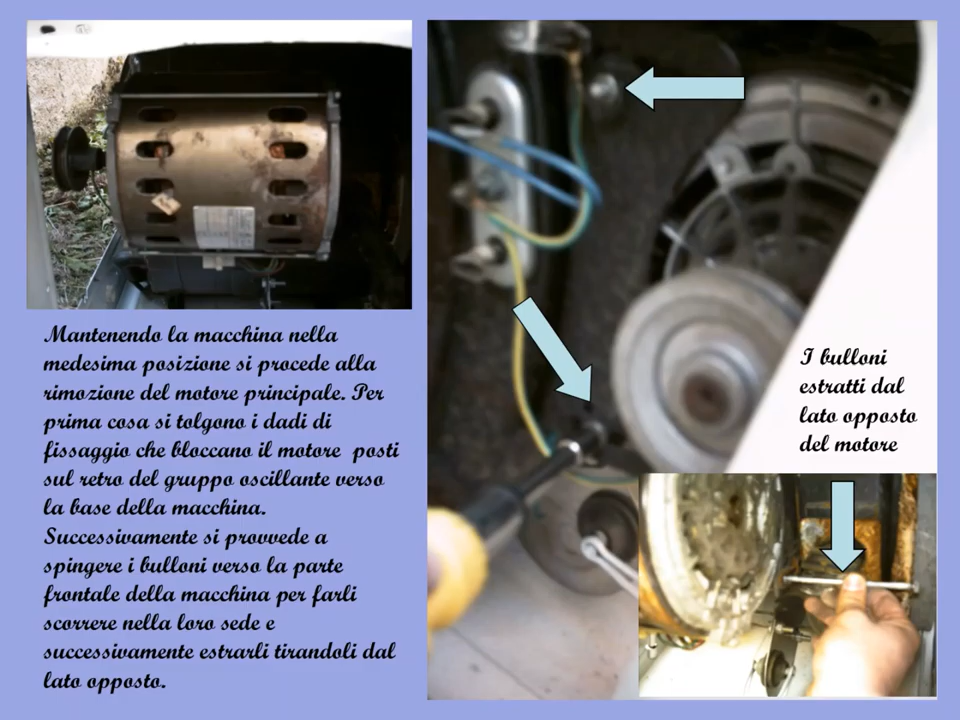 Mantenendo la macchina nella
medesima posizione si procede alla
rimozione del motore principale. Per
prima cosa si tolgono i dadi di
fissaggio che bloccano il motore  posti
sul retro del gruppo oscillante verso
la base della macchina.
Successivamente si provvede a
spingere i bulloni verso la parte
frontale della macchina per farli
scorrere nella loro sede e
successivamente estrarli tirandoli dal
lato opposto.
I bulloni
estratti dal
lato opposto
del motore